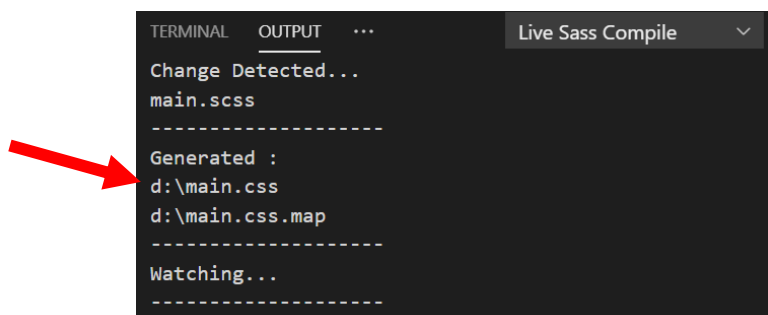 TERMINAL OUTPUT ... Live Sass Compile
Change Detected...
main.scss
--------------------
Generated :
d:\main.css
d:\main.css.map
--------------------
Watching...
--------------------